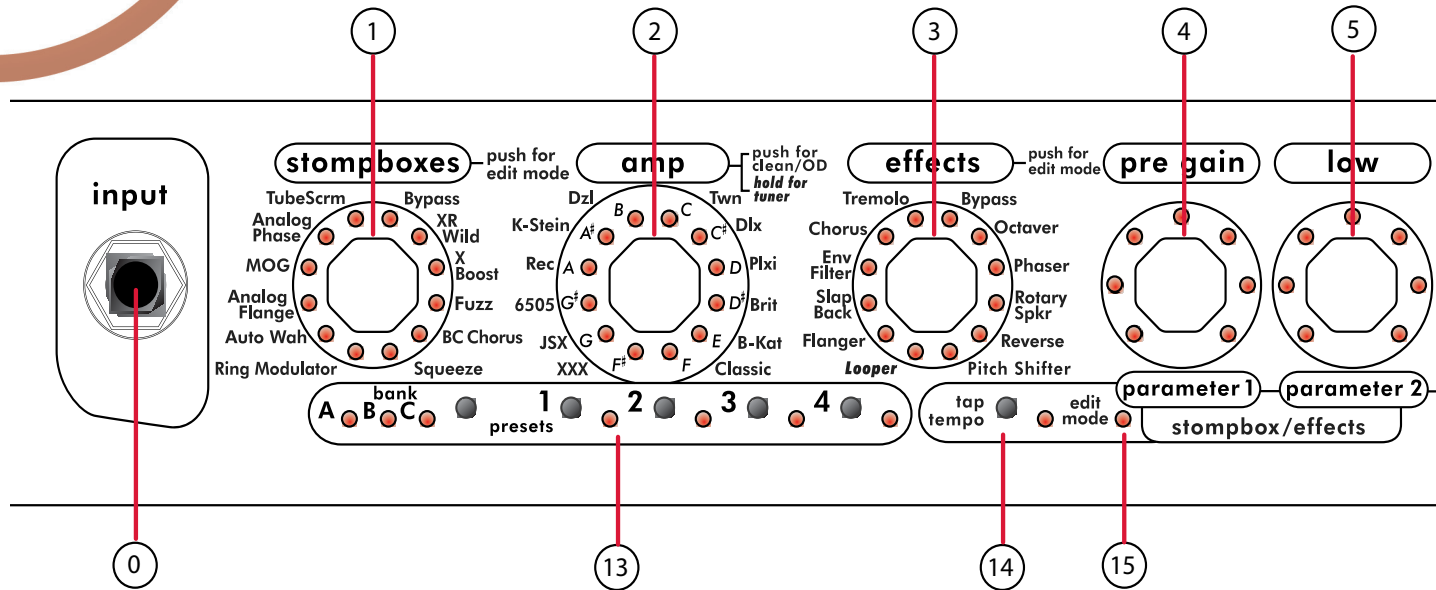 1 2 3 4 5
input
stompboxes
push for
edit mode
amp
push for
clean/OD
hold for
tuner
effects
push for
edit mode
pre gain
low
TubeScrm
Bypass
Analog
Phase
XR
Wild
MOG
X
Boost
Analog
Flange
Fuzz
Auto Wah
BC Chorus
Ring Modulator
Squeeze
Dzl
Twn
K-Stein
Dlx
Rec
Plxi
6505
Brit
JSX
B-Kat
XXX
Classic
B C
A♯ C♯
A D
G♯ D♯
G E
F♯ F
Tremolo
Bypass
Chorus
Octaver
Env
Filter
Phaser
Slap
Back
Rotary
Spkr
Flanger
Reverse
Looper
Pitch Shifter
bank
A B C
presets
1 2 3 4
tap
tempo
edit
mode
parameter 1
parameter 2
stompbox/effects
0 13 14 15